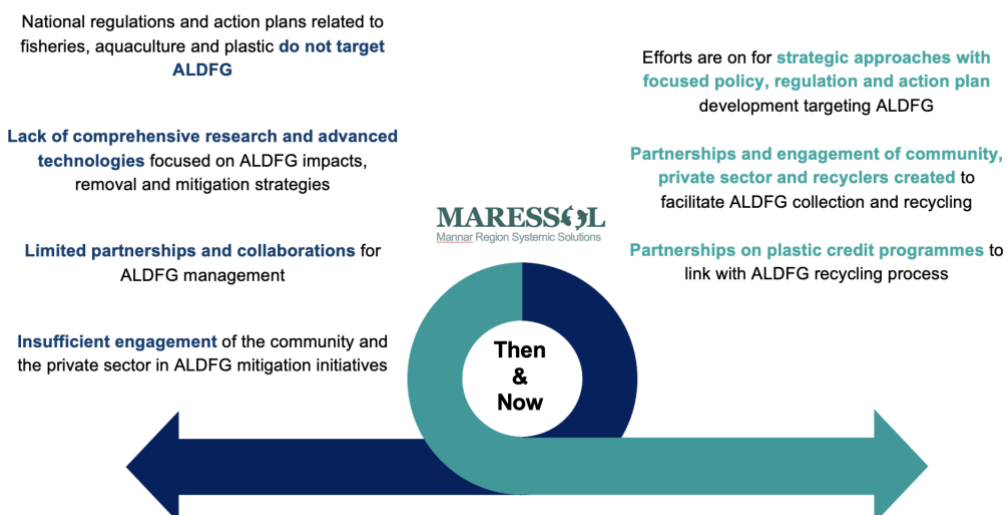 National regulations and action plans related to
fisheries, aquaculture and plastic do not target
ALDFG
Lack of comprehensive research and advanced
technologies focused on ALDFG impacts,
removal and mitigation strategies
Limited partnerships and collaborations for
ALDFG management
Insufficient engagement of the community and
the private sector in ALDFG mitigation initiatives
MARESSOL
Mannar Region Systemic Solutions
Then
&
Now
Efforts are on for strategic approaches with
focused policy, regulation and action plan
development targeting ALDFG
Partnerships and engagement of community,
private sector and recyclers created to
facilitate ALDFG collection and recycling
Partnerships on plastic credit programmes to
link with ALDFG recycling process